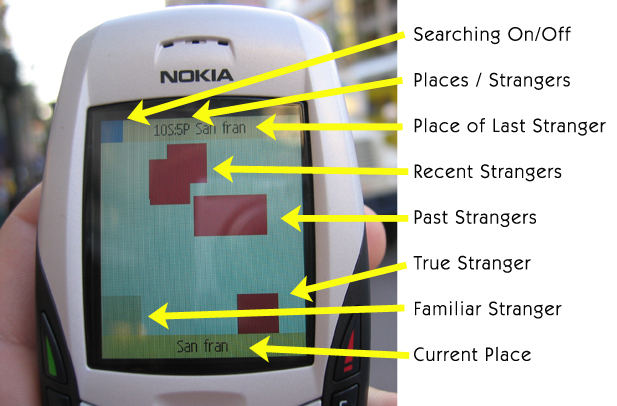 Searching On/Off
NOKIA
Places / Strangers
10S:5P San fran
Place of Last Stranger
Recent Strangers
Past Strangers
True Stranger
Familiar Stranger
San fran
Current Place